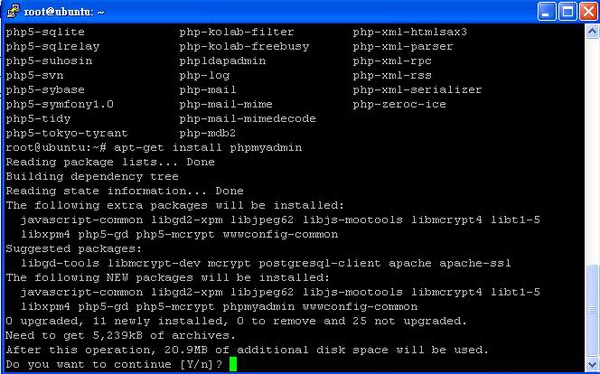 root@ubuntu: ~
php5-sqlite php-kolab-filter php-xml-htmlsax3
php5-sqlrelay php-kolab-freebusy php-xml-parser
php5-suhosin phpldapadmin php-xml-rpc
php5-svn php-log php-xml-rss
php5-sybase php-mail php-xml-serializer
php5-symfony1.0 php-mail-mime php-zeroc-ice
php5-tidy php-mail-mimedecode
php5-tokyo-tyrant php-mdb2
root@ubuntu:~# apt-get install phpmyadmin
Reading package lists... Done
Building dependency tree
Reading state information... Done
The following extra packages will be installed:
javascript-common libgd2-xpm libjpeg62 libjs-mootools libmcrypt4 libt1-5
libxpm4 php5-gd php5-mcrypt wwwconfig-common
Suggested packages:
libgd-tools libmcrypt-dev mcrypt postgresql-client apache apache-ssl
The following NEW packages will be installed:
javascript-common libgd2-xpm libjpeg62 libjs-mootools libmcrypt4 libt1-5
libxpm4 php5-gd php5-mcrypt phpmyadmin wwwconfig-common
0 upgraded, 11 newly installed, 0 to remove and 25 not upgraded.
Need to get 5,239kB of archives.
After this operation, 20.9MB of additional disk space will be used.
Do you want to continue [Y/n]?